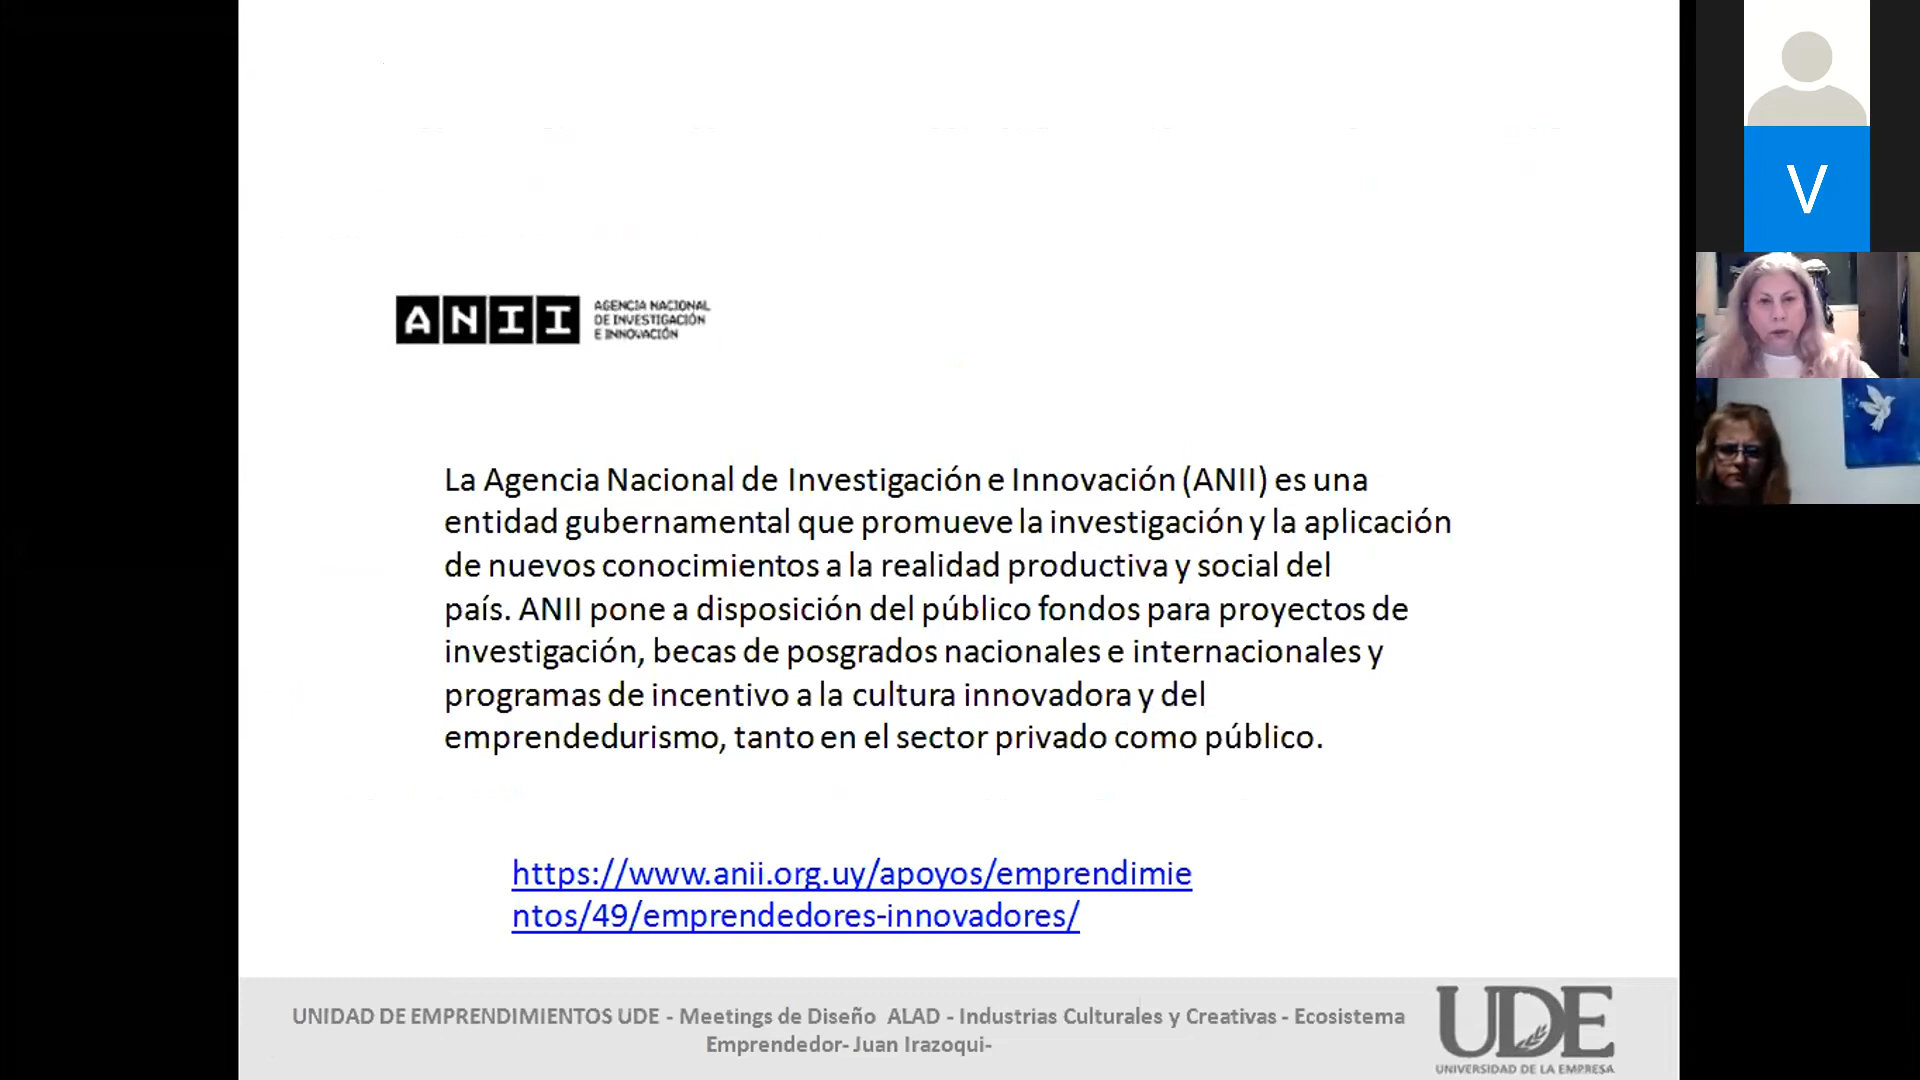 ANII
AGENCIA NACIONAL
DE INVESTIGACIÓN
E INNOVACIÓN
La Agencia Nacional de Investigación e Innovación (ANII) es una
entidad gubernamental que promueve la investigación y la aplicación
de nuevos conocimientos a la realidad productiva y social del
país. ANII pone a disposición del público fondos para proyectos de
investigación, becas de posgrados nacionales e internacionales y
programas de incentivo a la cultura innovadora y del
emprendedurismo, tanto en el sector privado como público.
https://www.anii.org.uy/apoyos/emprendimie
ntos/49/emprendedores-innovadores/
UNIDAD DE EMPRENDIMIENTOS UDE - Meetings de Diseño ALAD - Industrias Culturales y Creativas - Ecosistema
Emprendedor- Juan Irazoqui-
UDE
UNIVERSIDAD DE LA EMPRESA
V